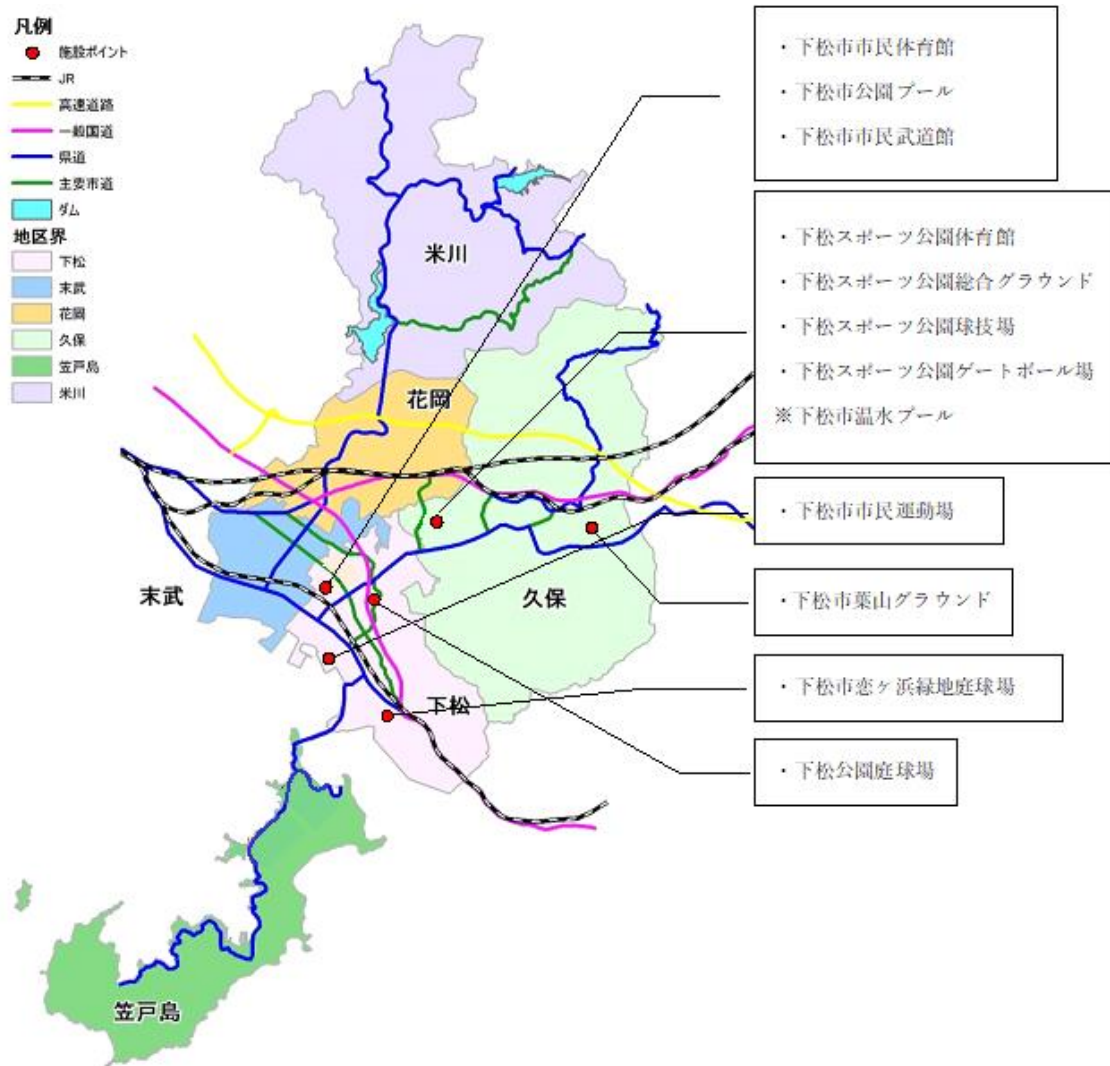 凡例
施設ポイント
JR
高速道路
一般国道
県道
主要市道
ダム
地区界
下松
末武
花岡
久保
笠戸島
米川
米川
花岡
末武
久保
下松
笠戸島
・下松市市民体育館
・下松市公園プール
・下松市市民武道館
・下松スポーツ公園体育館
・下松スポーツ公園総合グラウンド
・下松スポーツ公園球技場
・下松スポーツ公園ゲートボール場
※下松市温水プール
・下松市市民運動場
・下松市葉山グラウンド
・下松市恋ケ浜緑地庭球場
・下松公園庭球場